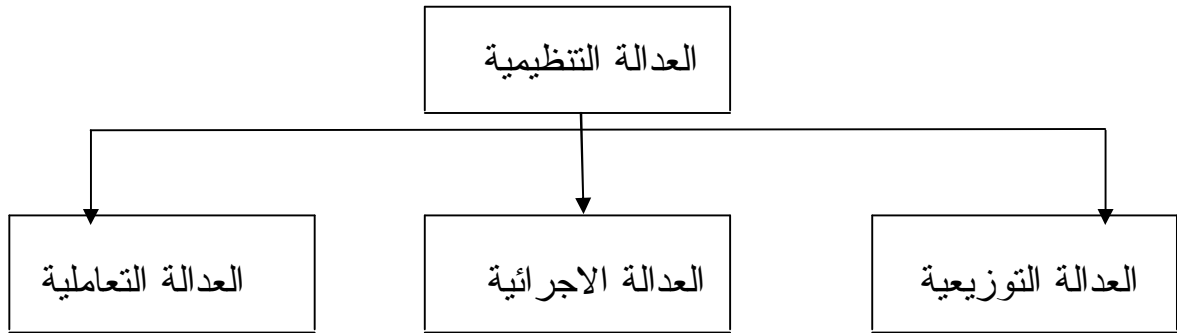 العدالة التنظيمية
العدالة التوزيعية
العدالة الاجرائية
العدالة التعاملية